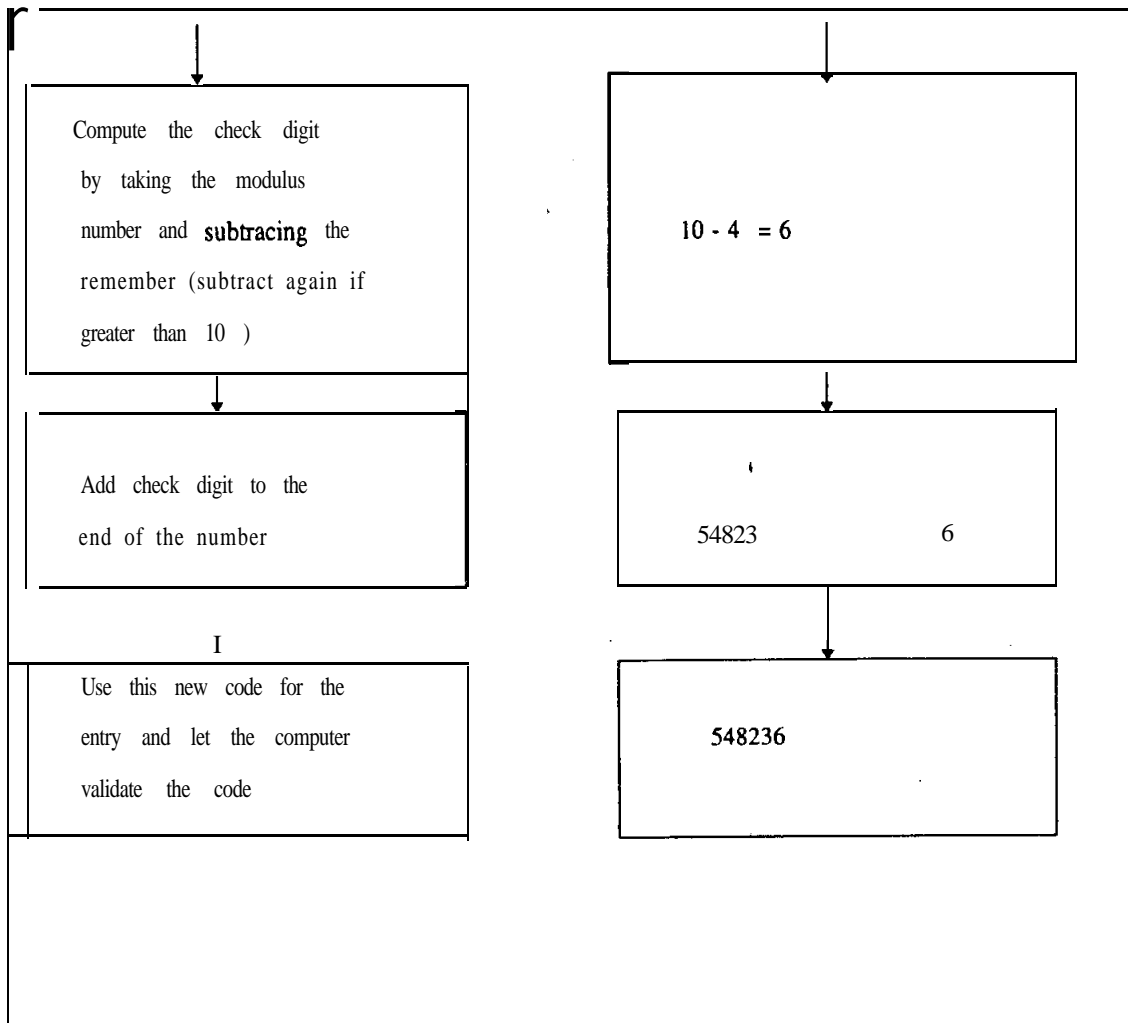 Compute the check digit
by taking the modulus
number and subtracing the
remember (subtract again if
greater than 10 )
10 - 4 = 6
Add check digit to the
end of the number
54823 6
I
Use this new code for the
entry and let the computer
validate the code
548236